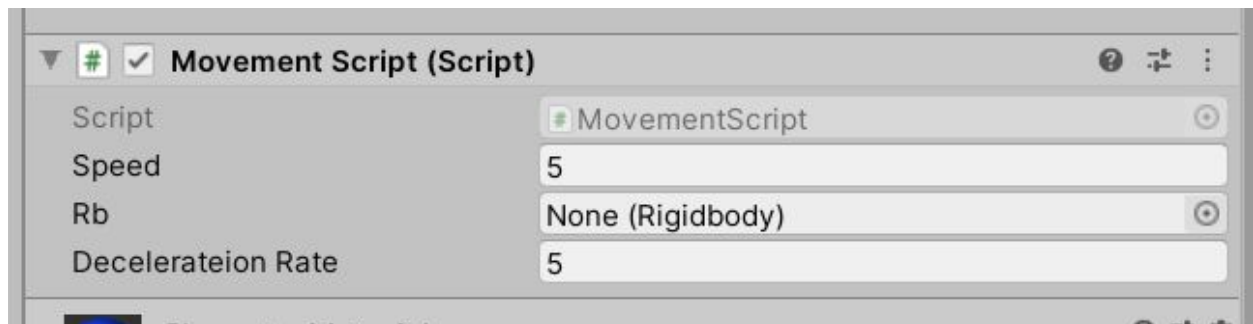 Movement Script (Script)
Script MovementScript
Speed 5
Rb None (Rigidbody)
Decelerateion Rate 5